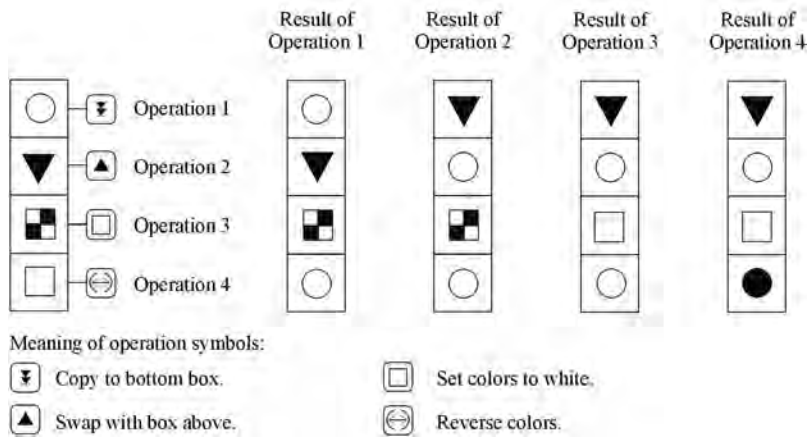 Result of Operation 1
Result of Operation 2
Result of Operation 3
Result of Operation 4
Operation 1
Operation 2
Operation 3
Operation 4
Meaning of operation symbols:
Copy to bottom box.
Set colors to white.
Swap with box above.
Reverse colors.